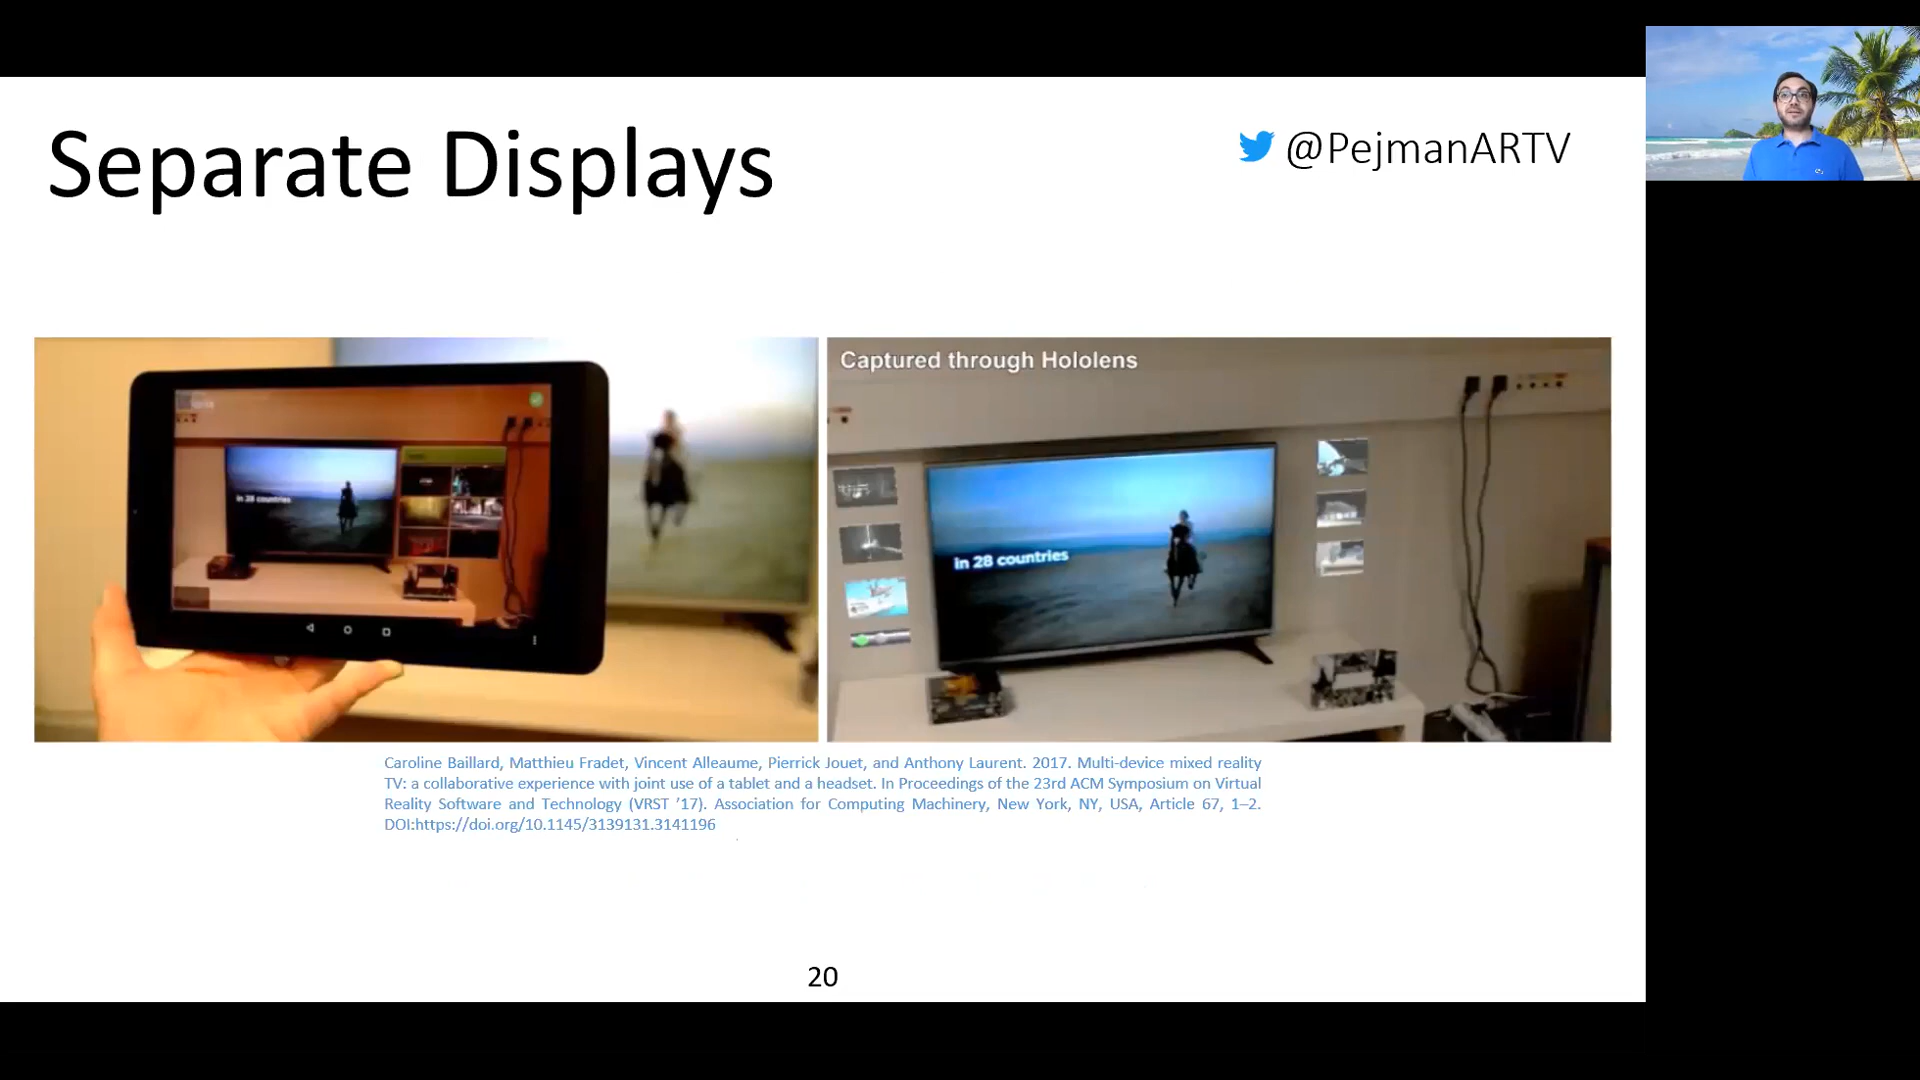 Separate Displays
@PejmanARTV
in 28 countries
Captured through Hololens
in 28 countries
Caroline Baillard, Matthieu Fradet, Vincent Alleaume, Pierrick Jouet, and Anthony Laurent. 2017. Multi-device mixed reality
TV: a collaborative experience with joint use of a tablet and a headset. In Proceedings of the 23rd ACM Symposium on Virtual
Reality Software and Technology (VRST ’17). Association for Computing Machinery, New York, NY, USA, Article 67, 1–2.
DOI:https://doi.org/10.1145/3139131.3141196
20